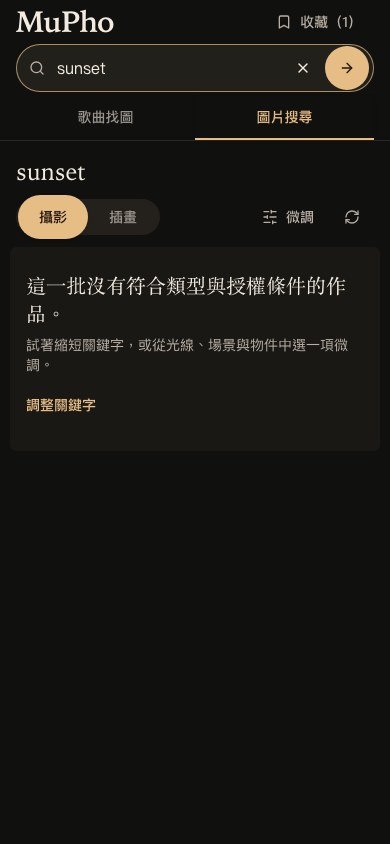 MuPho
收藏（1）
sunset
歌曲找圖
圖片搜尋
sunset
攝影
插畫
微調
這一批沒有符合類型與授權條件的作
品。
試著縮短關鍵字，或從光線、場景與物件中選一項微
調。
調整關鍵字